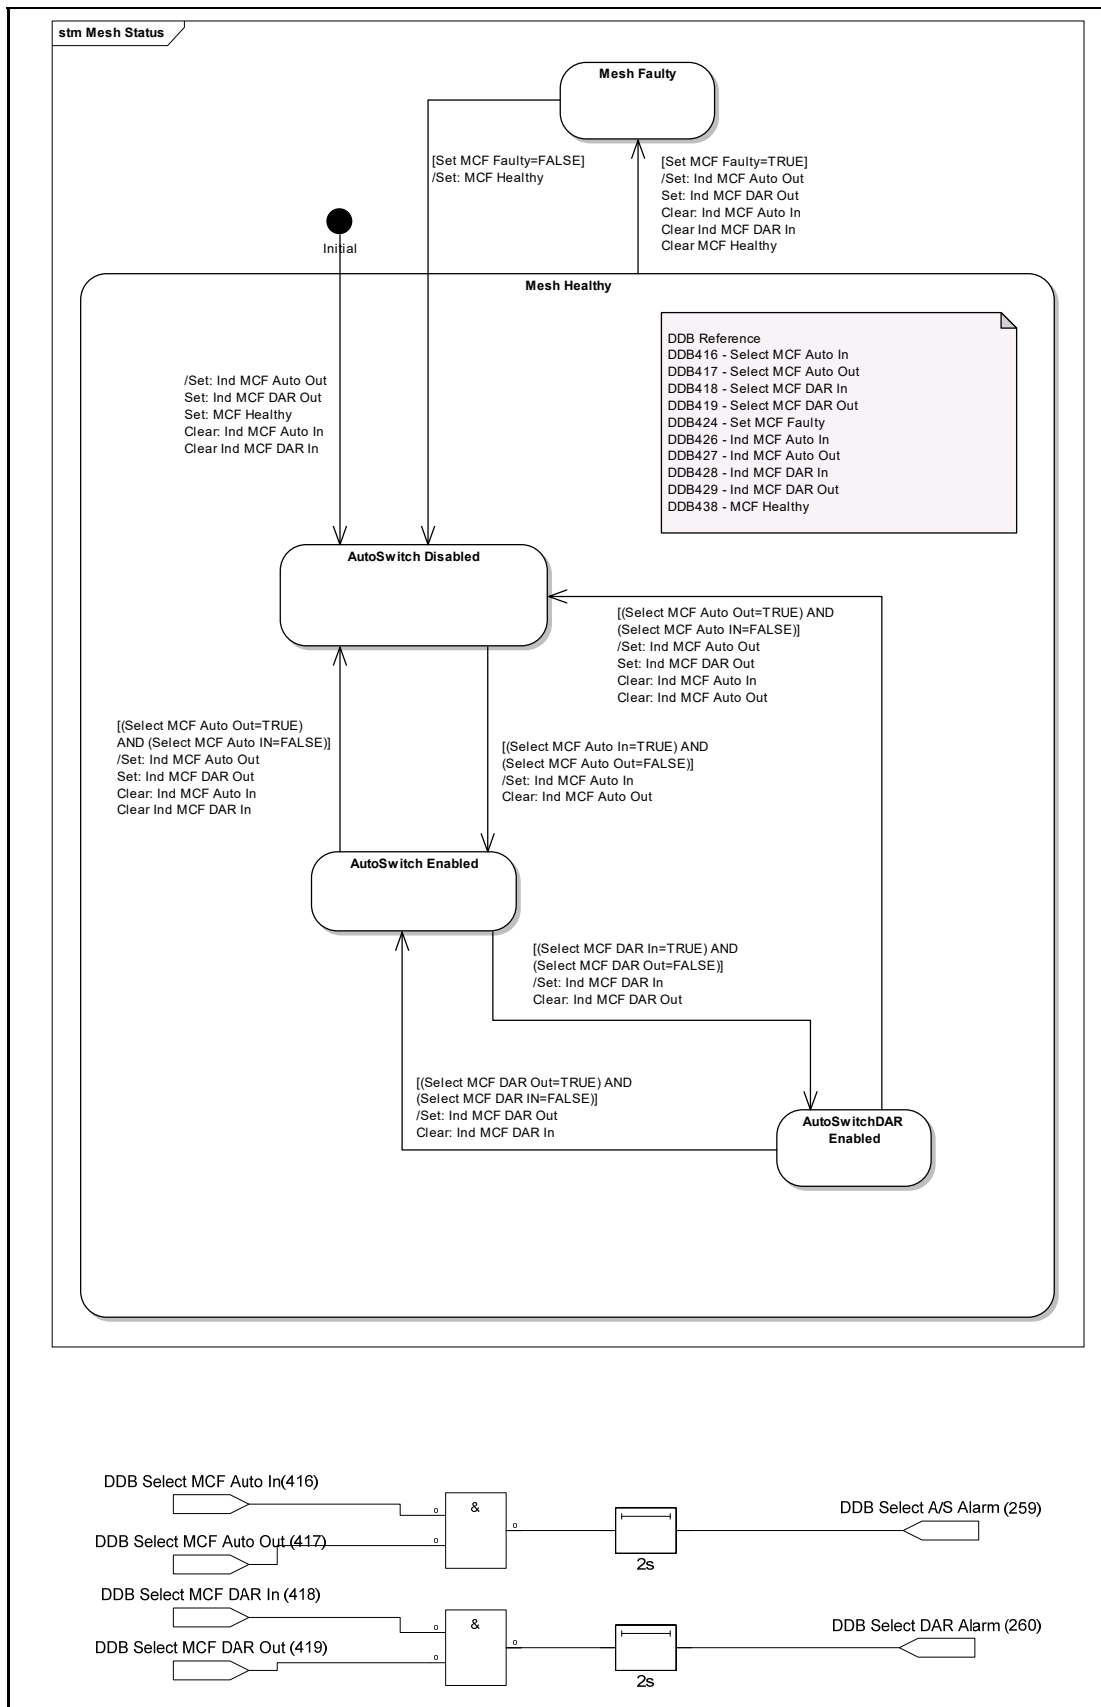 stm Mesh Status
Mesh Faulty
[Set MCF Faulty=FALSE]
/Set: MCF Healthy
[Set MCF Faulty=TRUE]
/Set: Ind MCF Auto Out
Set: Ind MCF DAR Out
Clear: Ind MCF Auto In
Clear Ind MCF DAR In
Clear MCF Healthy
Initial
Mesh Healthy
DDB Reference
DDB416 - Select MCF Auto In
DDB417 - Select MCF Auto Out
DDB418 - Select MCF DAR In
DDB419 - Select MCF DAR Out
DDB424 - Set MCF Faulty
DDB426 - Ind MCF Auto In
DDB427 - Ind MCF Auto Out
DDB428 - Ind MCF DAR In
DDB429 - Ind MCF DAR Out
DDB438 - MCF Healthy
/Set: Ind MCF Auto Out
Set: Ind MCF DAR Out
Set: MCF Healthy
Clear: Ind MCF Auto In
Clear Ind MCF DAR In
AutoSwitch Disabled
[(Select MCF Auto Out=TRUE) AND
(Select MCF Auto IN=FALSE)]
/Set: Ind MCF Auto Out
Set: Ind MCF DAR Out
Clear: Ind MCF Auto In
Clear: Ind MCF Auto Out
[(Select MCF Auto Out=TRUE)
AND (Select MCF Auto IN=FALSE)]
/Set: Ind MCF Auto Out
Set: Ind MCF DAR Out
Clear: Ind MCF Auto In
Clear Ind MCF DAR In
[(Select MCF Auto In=TRUE) AND
(Select MCF Auto Out=FALSE)]
/Set: Ind MCF Auto In
Clear: Ind MCF Auto Out
AutoSwitch Enabled
[(Select MCF DAR In=TRUE) AND
(Select MCF DAR Out=FALSE)]
/Set: Ind MCF DAR In
Clear: Ind MCF DAR Out
[(Select MCF DAR Out=TRUE) AND
(Select MCF DAR IN=FALSE)]
/Set: Ind MCF DAR Out
Clear: Ind MCF DAR In
AutoSwitchDAR
Enabled
DDB Select MCF Auto In(416)
DDB Select MCF Auto Out (417)
0
0
&
0
2s
DDB Select A/S Alarm (259)
DDB Select MCF DAR In (418)
DDB Select MCF DAR Out (419)
0
0
&
0
2s
DDB Select DAR Alarm (260)